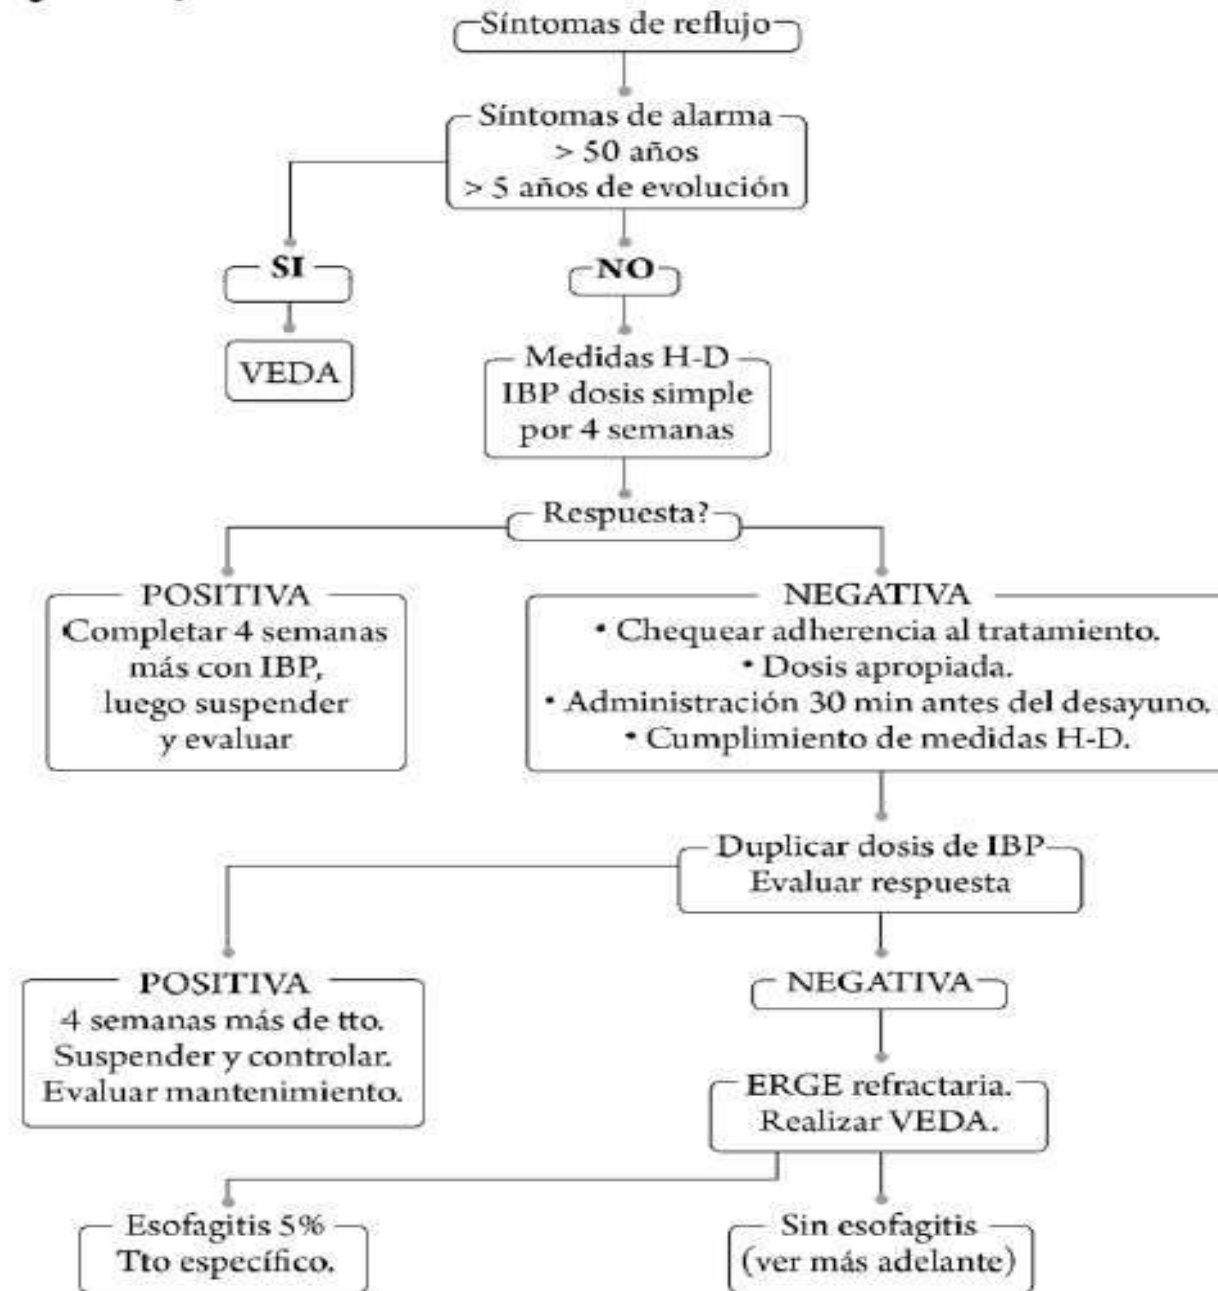 Síntomas de reflujo
Síntomas de alarma
> 50 años
> 5 años de evolución
SI
NO
VEDA
Medidas H-D
IBP dosis simple
por 4 semanas
Respuesta?
POSITIVA
Completar 4 semanas
más con IBP,
luego suspender
y evaluar
NEGATIVA
• Chequear adherencia al tratamiento.
• Dosis apropiada.
• Administración 30 min antes del desayuno.
• Cumplimiento de medidas H-D.
Duplicar dosis de IBP
Evaluar respuesta
POSITIVA
4 semanas más de tto.
Suspender y controlar.
Evaluar mantenimiento.
NEGATIVA
ERGE refractaria.
Realizar VEDA.
Esofagitis 5%
Tto específico.
Sin esofagitis
(ver más adelante)